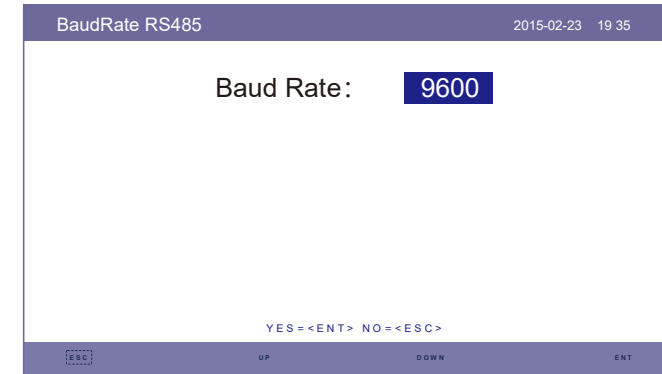 BaudRate RS485 2015-02-23 19 35
Baud Rate： 9600
YES=<ENT> NO=<ESC>
ESC UP DOWN ENT